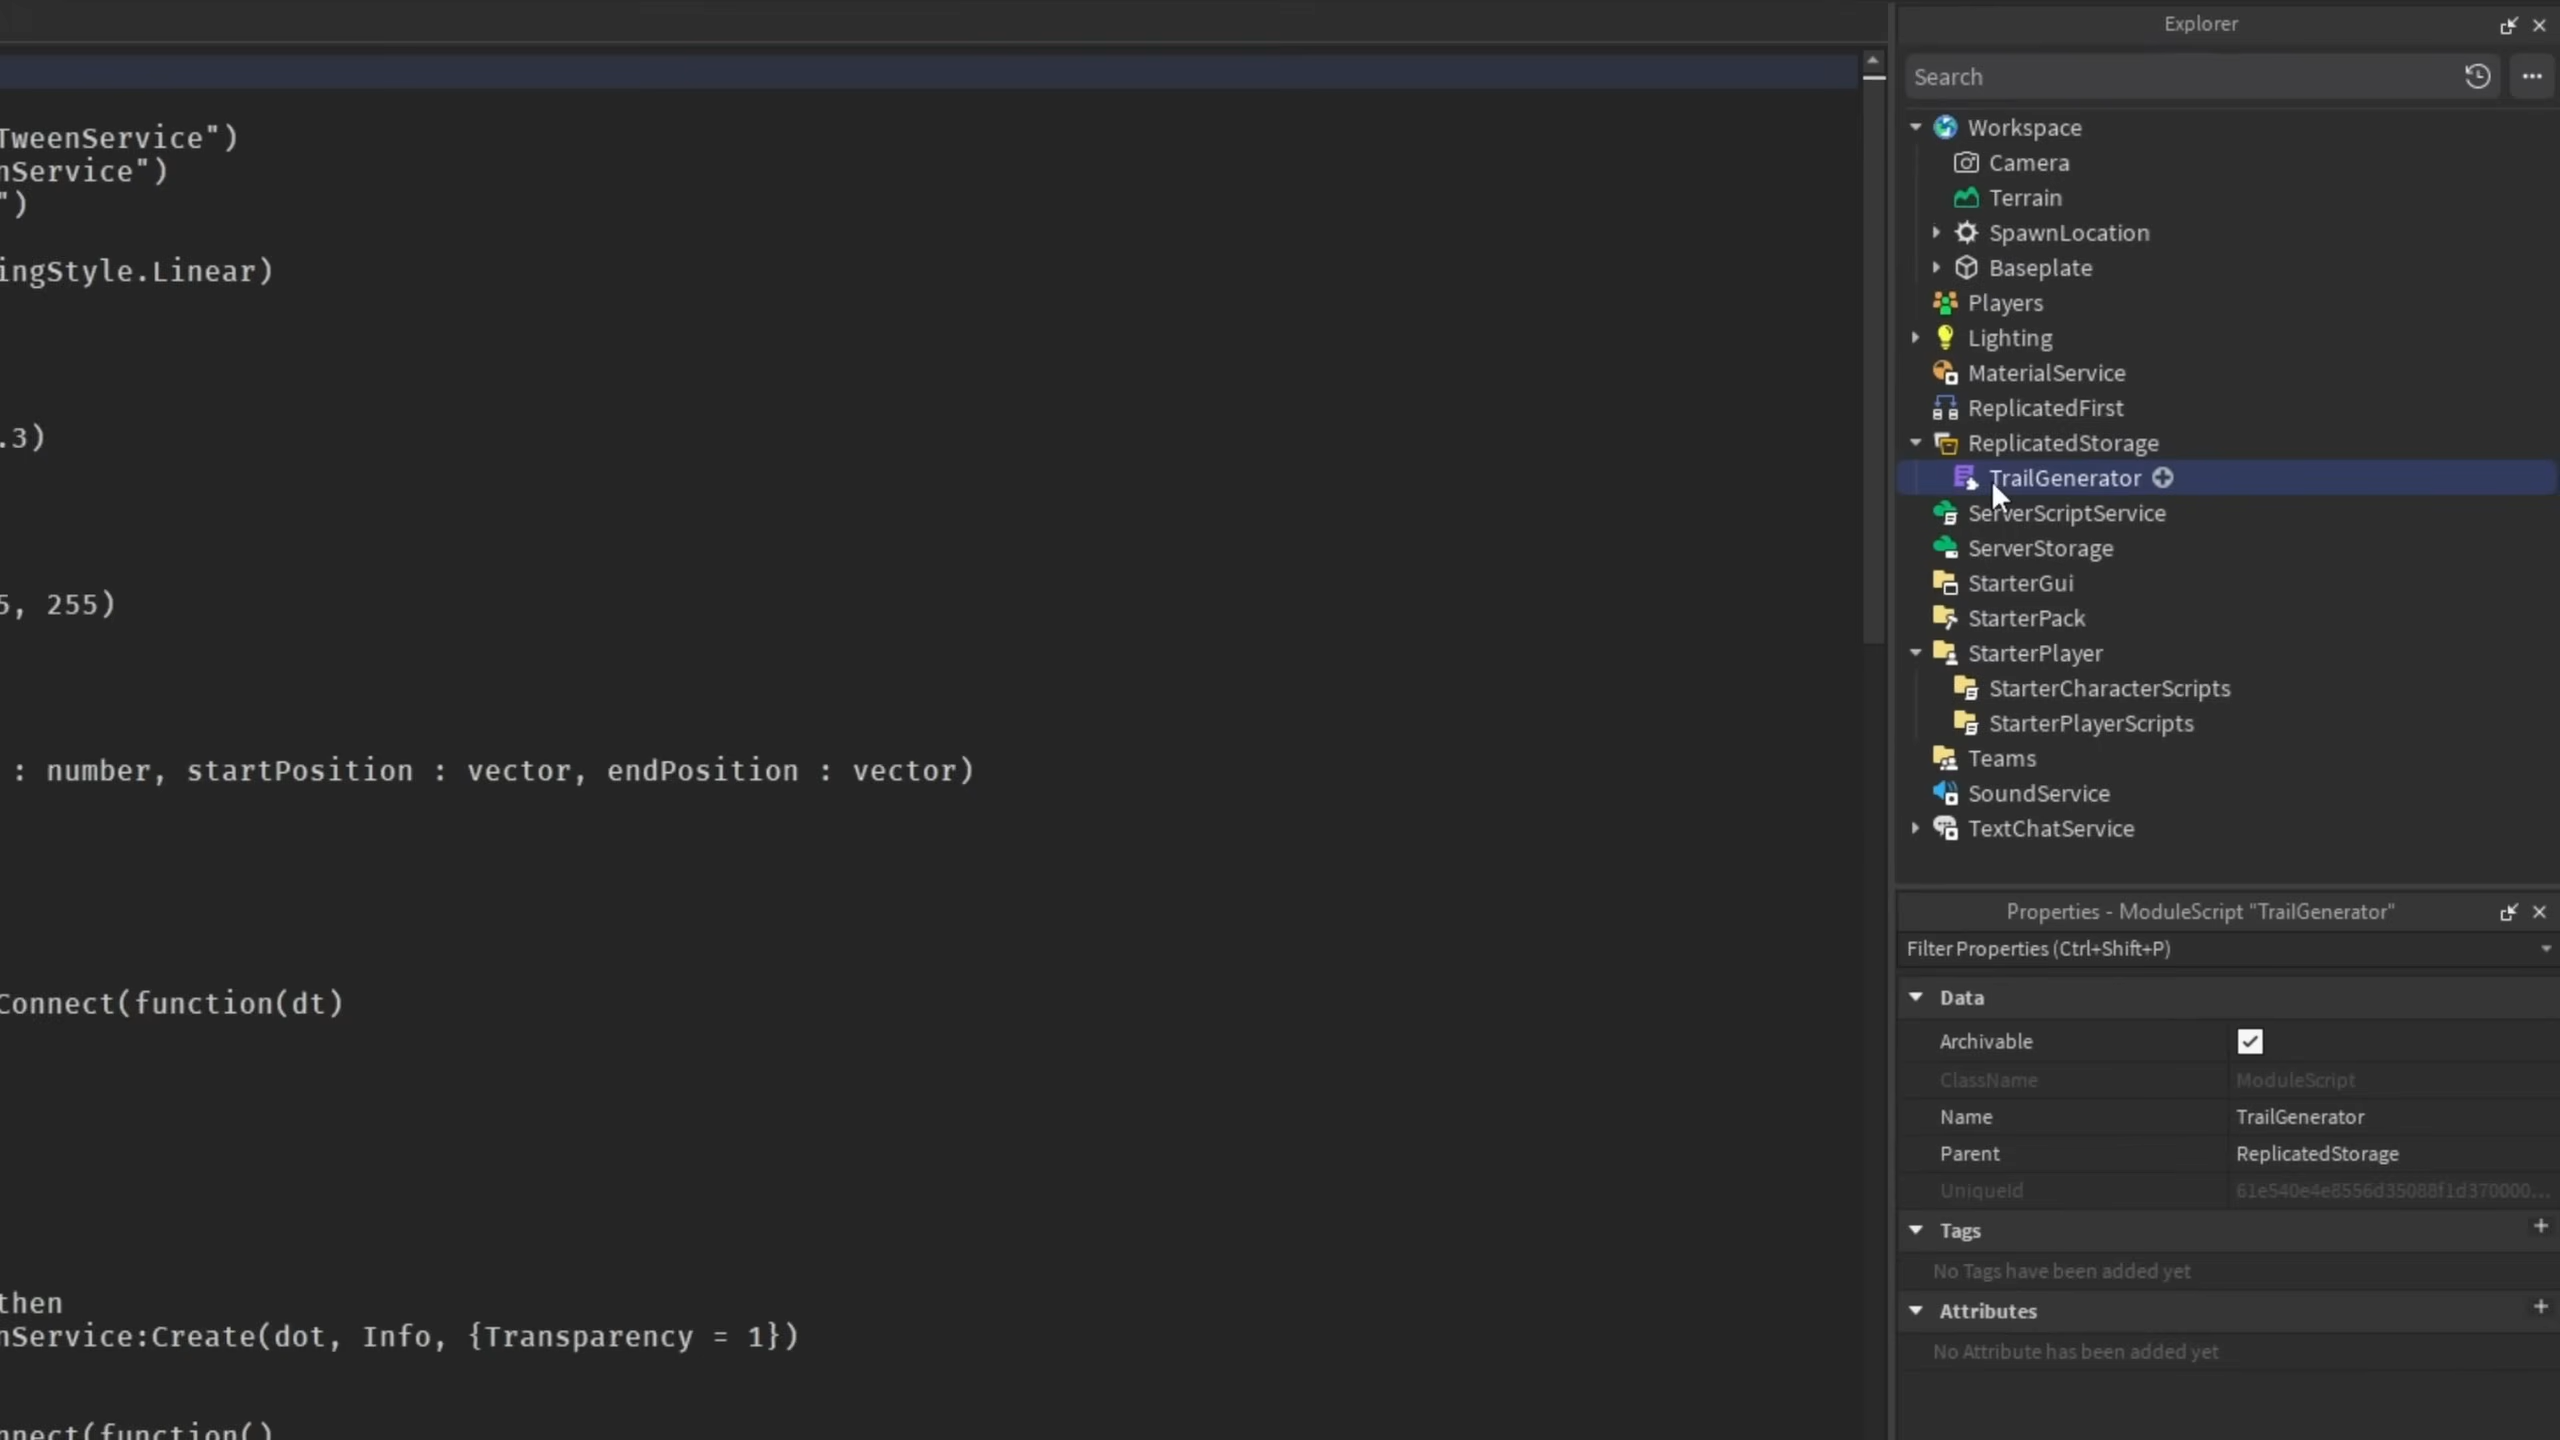 TweenService")
nService")
")
ingStyle.Linear)
.3)
5, 255)
: number, startPosition : vector, endPosition : vector)
Connect(function(dt)
then
nService:Create(dot, Info, {Transparency = 1})
nnect(function()
Explorer
Search
Workspace
Camera
Terrain
SpawnLocation
Baseplate
Players
Lighting
MaterialService
ReplicatedFirst
ReplicatedStorage
TrailGenerator
ServerScriptService
ServerStorage
StarterGui
StarterPack
StarterPlayer
StarterCharacterScripts
StarterPlayerScripts
Teams
SoundService
TextChatService
Properties - ModuleScript "TrailGenerator"
Filter Properties (Ctrl+Shift+P)
Data
Archivable
ClassName ModuleScript
Name TrailGenerator
Parent ReplicatedStorage
UniqueId 61e540e4e8556d35088f1d370000...
Tags
No Tags have been added yet
Attributes
No Attribute has been added yet